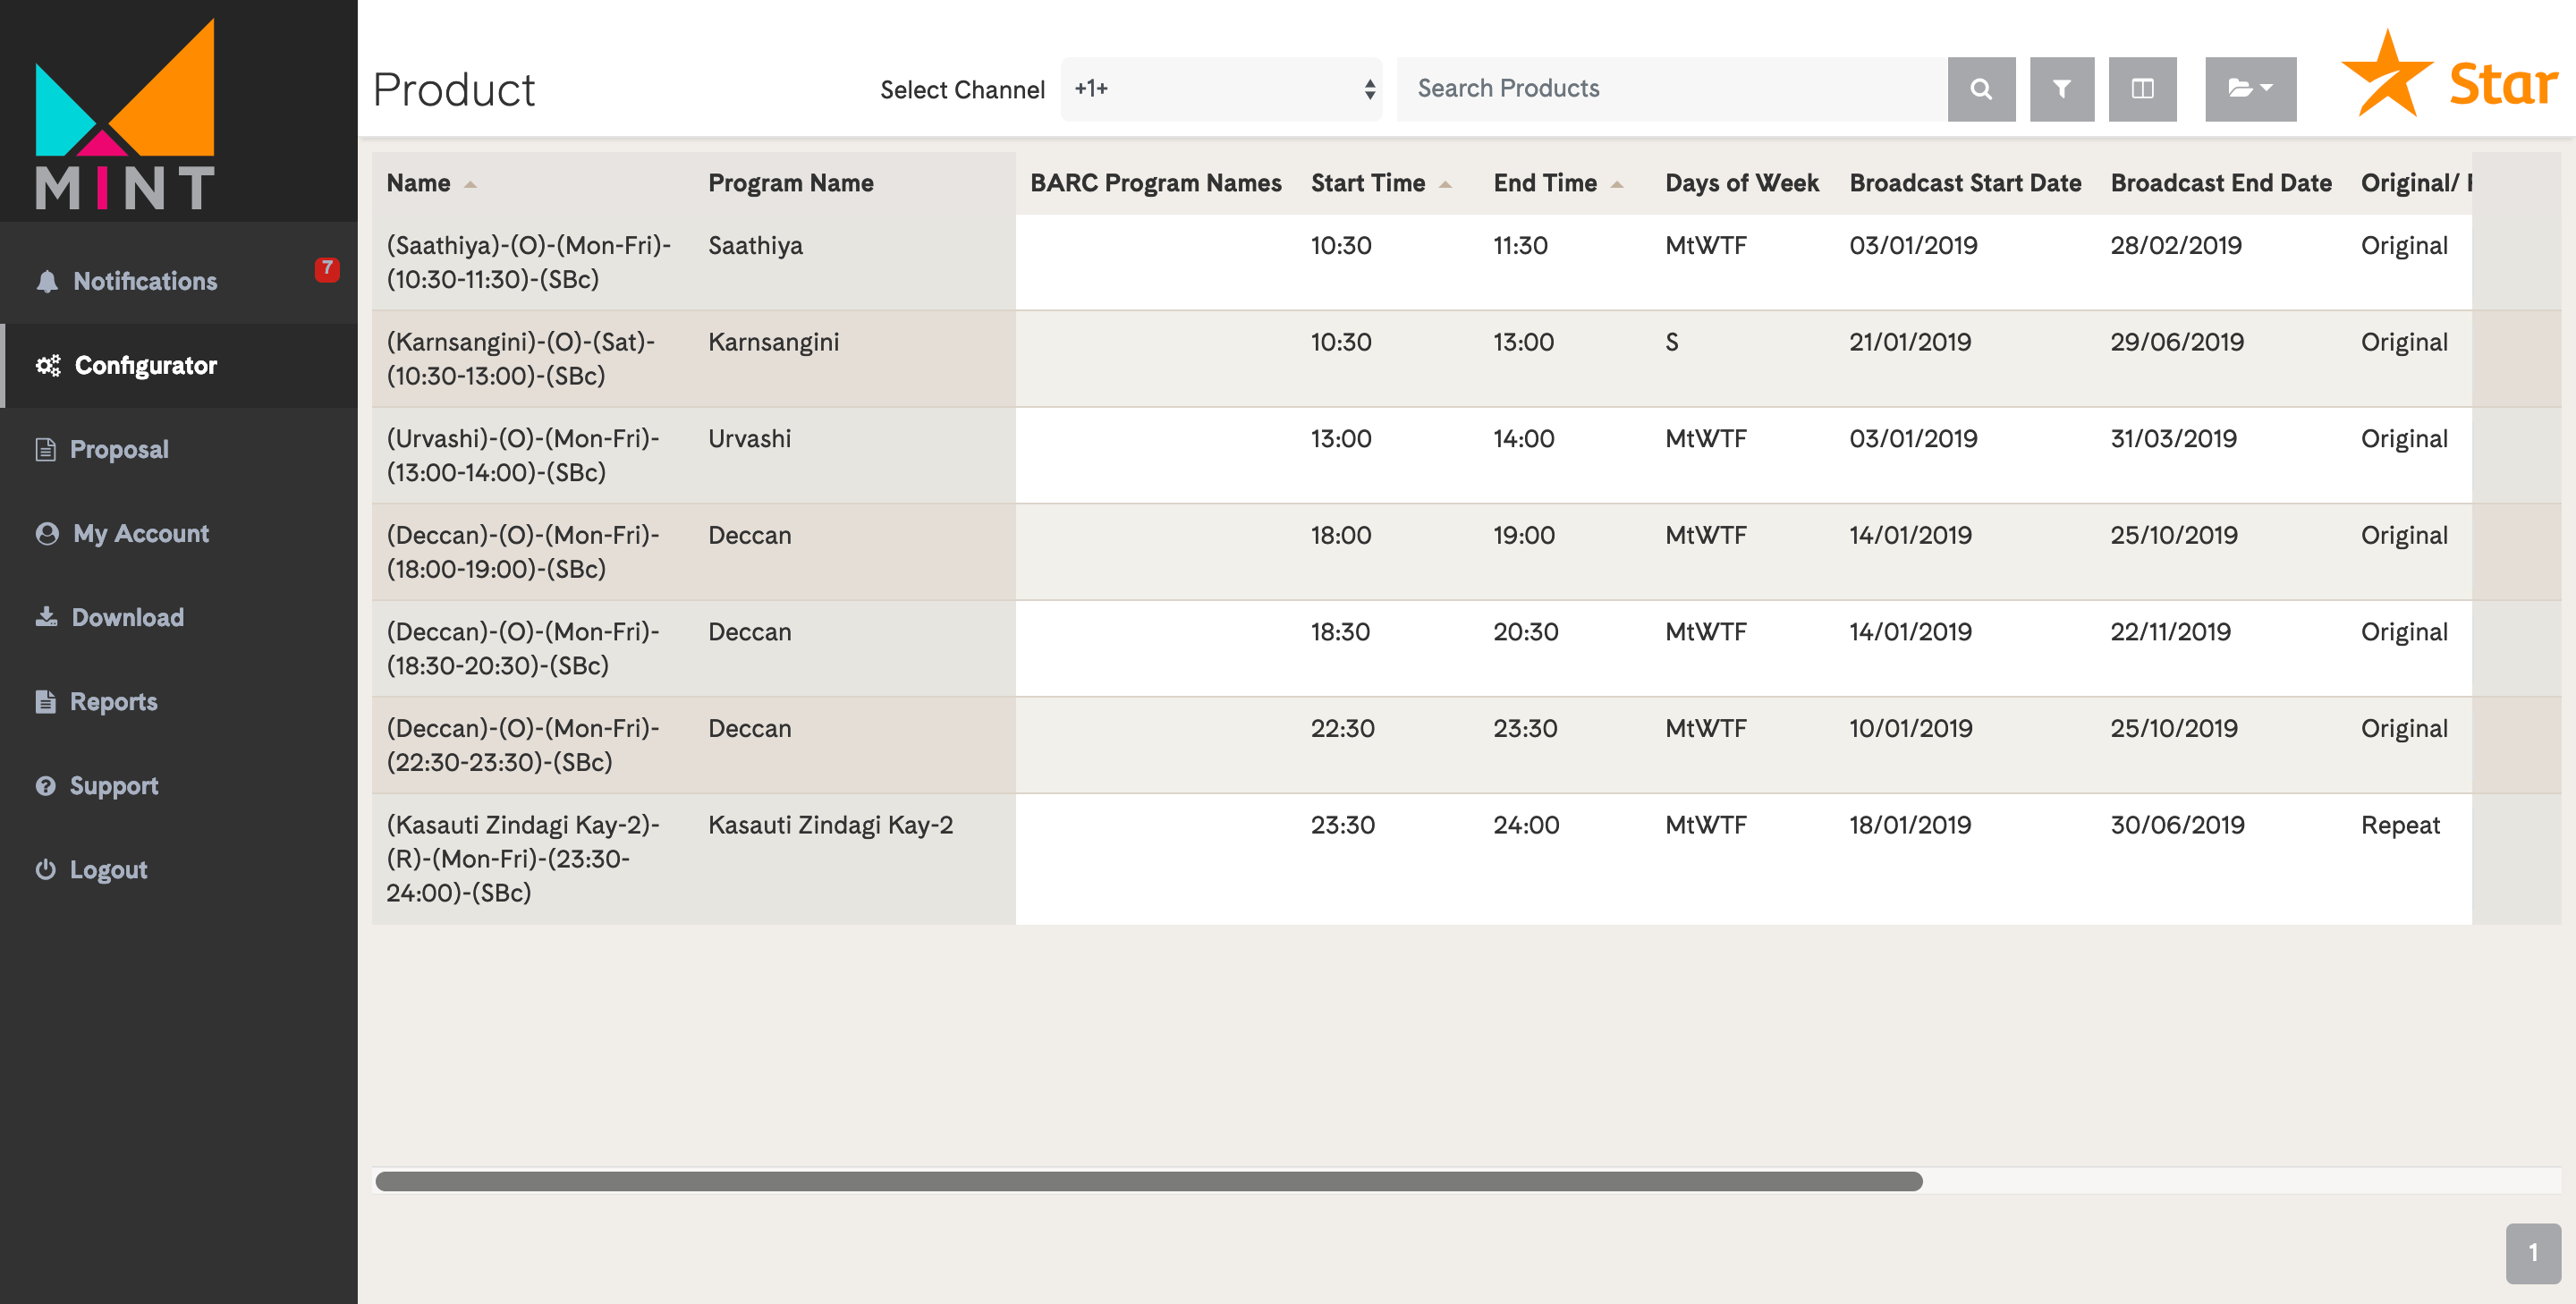 MINT
Notifications 7
Configurator
Proposal
My Account
Download
Reports
Support
Logout
Product
Select Channel +1+ Search Products
Star
Name Program Name BARC Program Names Start Time End Time Days of Week Broadcast Start Date Broadcast End Date Original/
(Saathiya)-(O)-(Mon-Fri)- Saathiya 10:30 11:30 MtWTF 03/01/2019 28/02/2019 Original
(10:30-11:30)-(SBc)
(Karnsangini)-(O)-(Sat)- Karnsangini 10:30 13:00 S 21/01/2019 29/06/2019 Original
(10:30-13:00)-(SBc)
(Urvashi)-(O)-(Mon-Fri)- Urvashi 13:00 14:00 MtWTF 03/01/2019 31/03/2019 Original
(13:00-14:00)-(SBc)
(Deccan)-(O)-(Mon-Fri)- Deccan 18:00 19:00 MtWTF 14/01/2019 25/10/2019 Original
(18:00-19:00)-(SBc)
(Deccan)-(O)-(Mon-Fri)- Deccan 18:30 20:30 MtWTF 14/01/2019 22/11/2019 Original
(18:30-20:30)-(SBc)
(Deccan)-(O)-(Mon-Fri)- Deccan 22:30 23:30 MtWTF 10/01/2019 25/10/2019 Original
(22:30-23:30)-(SBc)
(Kasauti Zindagi Kay-2)- Kasauti Zindagi Kay-2 23:30 24:00 MtWTF 18/01/2019 30/06/2019 Repeat
(R)-(Mon-Fri)-(23:30-
24:00)-(SBc)
1